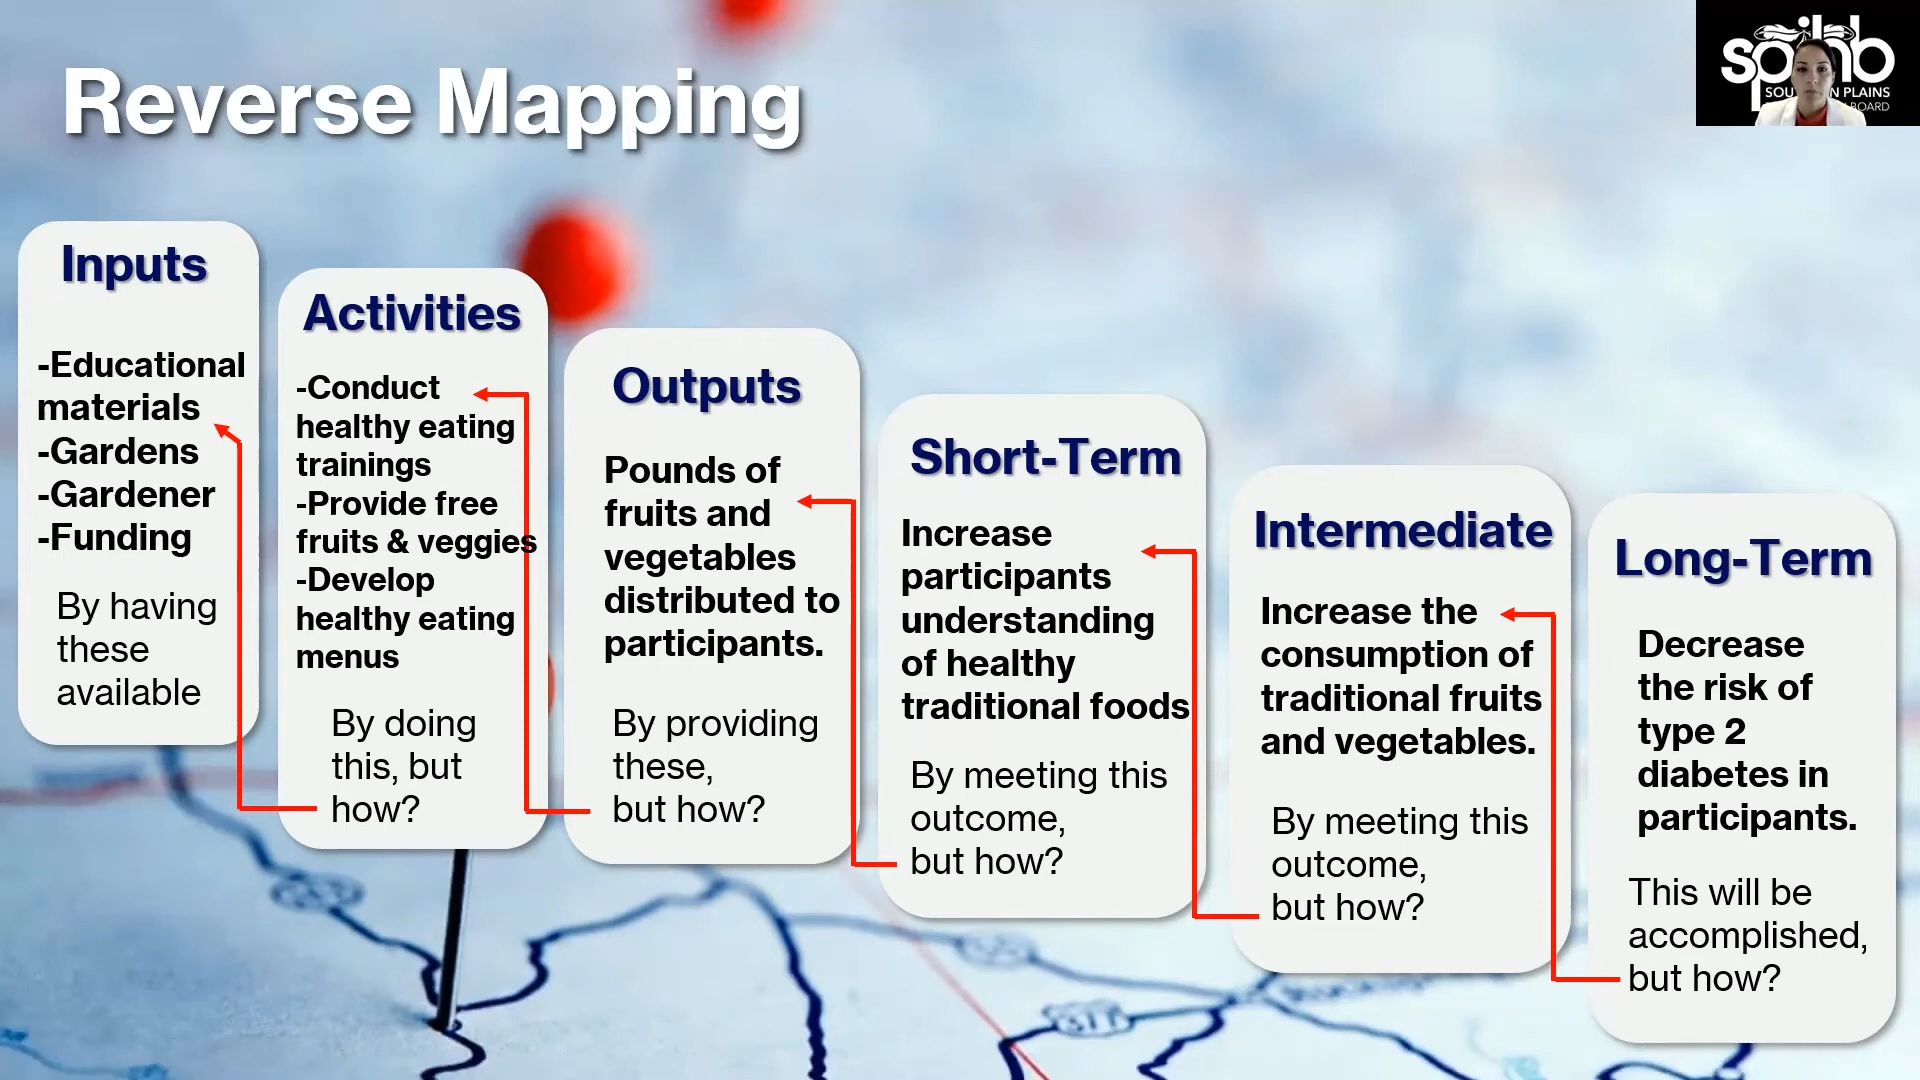 Reverse Mapping
spihb
SOU N PLAINS
BOARD
Inputs
-Educational
materials
-Gardens
-Gardener
-Funding
By having
these
available
Activities
-Conduct
healthy eating
trainings
-Provide free
fruits & veggies
-Develop
healthy eating
menus
By doing
this, but
how?
Outputs
Pounds of
fruits and
vegetables
distributed to
participants.
By providing
these,
but how?
Short-Term
Increase
participants
understanding
of healthy
traditional foods
By meeting this
outcome,
but how?
Intermediate
Increase the
consumption of
traditional fruits
and vegetables.
By meeting this
outcome,
but how?
Long-Term
Decrease
the risk of
type 2
diabetes in
participants.
This will be
accomplished,
but how?